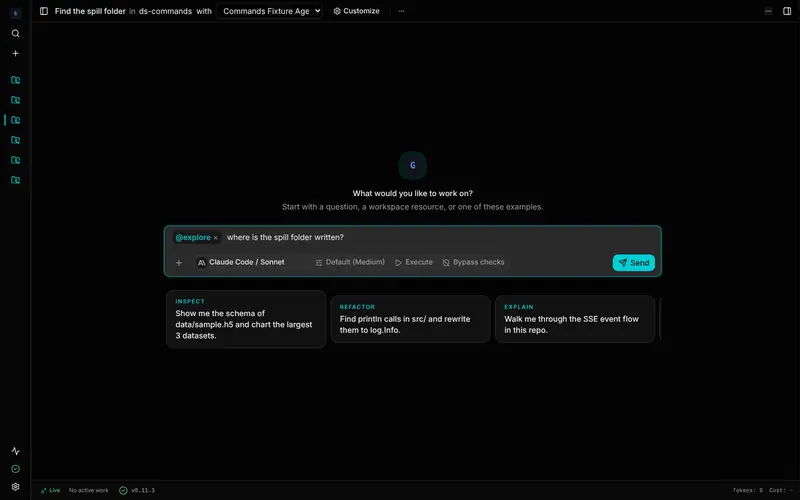 Find the spill folder in ds-commands with Commands Fixture Age Customize ...
G
What would you like to work on?
Start with a question, a workspace resource, or one of these examples.
@explore × where is the spill folder written?
+ A\ Claude Code / Sonnet Default (Medium) Execute Bypass checks Send
INSPECT
Show me the schema of
data/sample.h5 and chart the largest
3 datasets.
REFACTOR
Find println calls in src/ and rewrite
them to log.Info.
EXPLAIN
Walk me through the SSE event flow
in this repo.
Live No active work v0.11.3 Tokens: 0 Cost: —